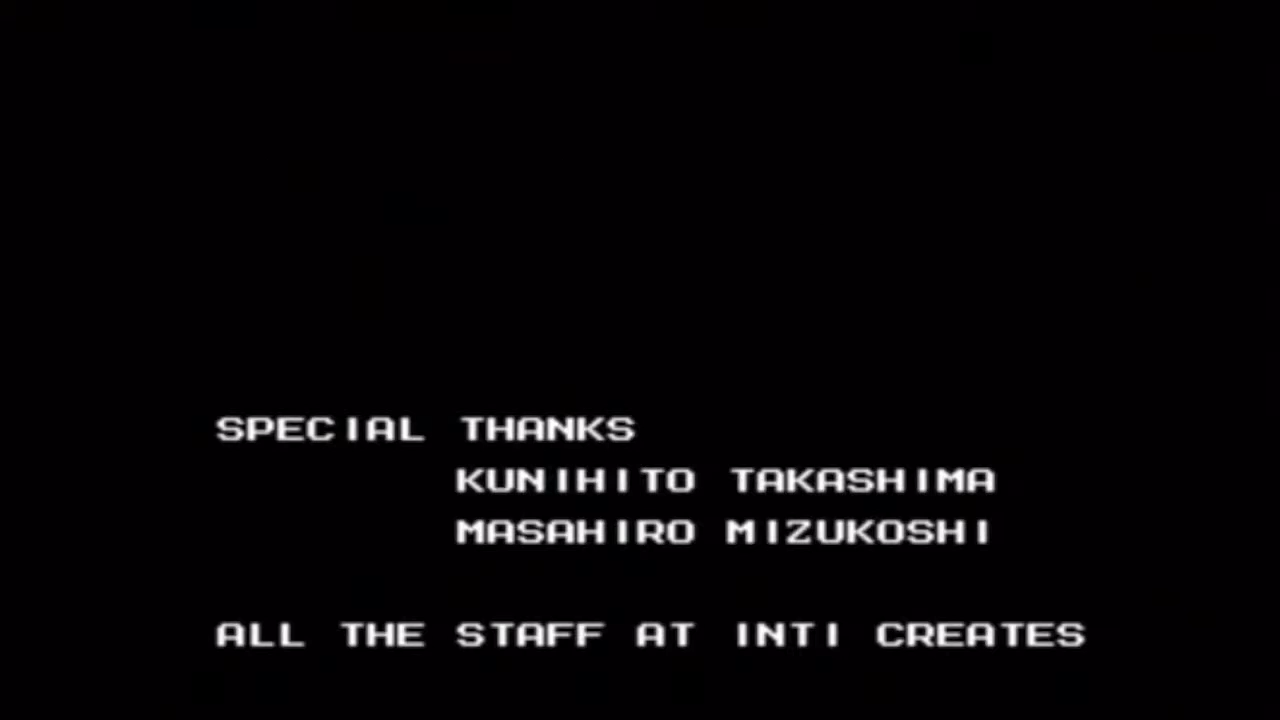 SPECIAL THANKS
KUNIHITO TAKASHIMA
MASAHIRO MIZUKOSHI
ALL THE STAFF AT INTI CREATES